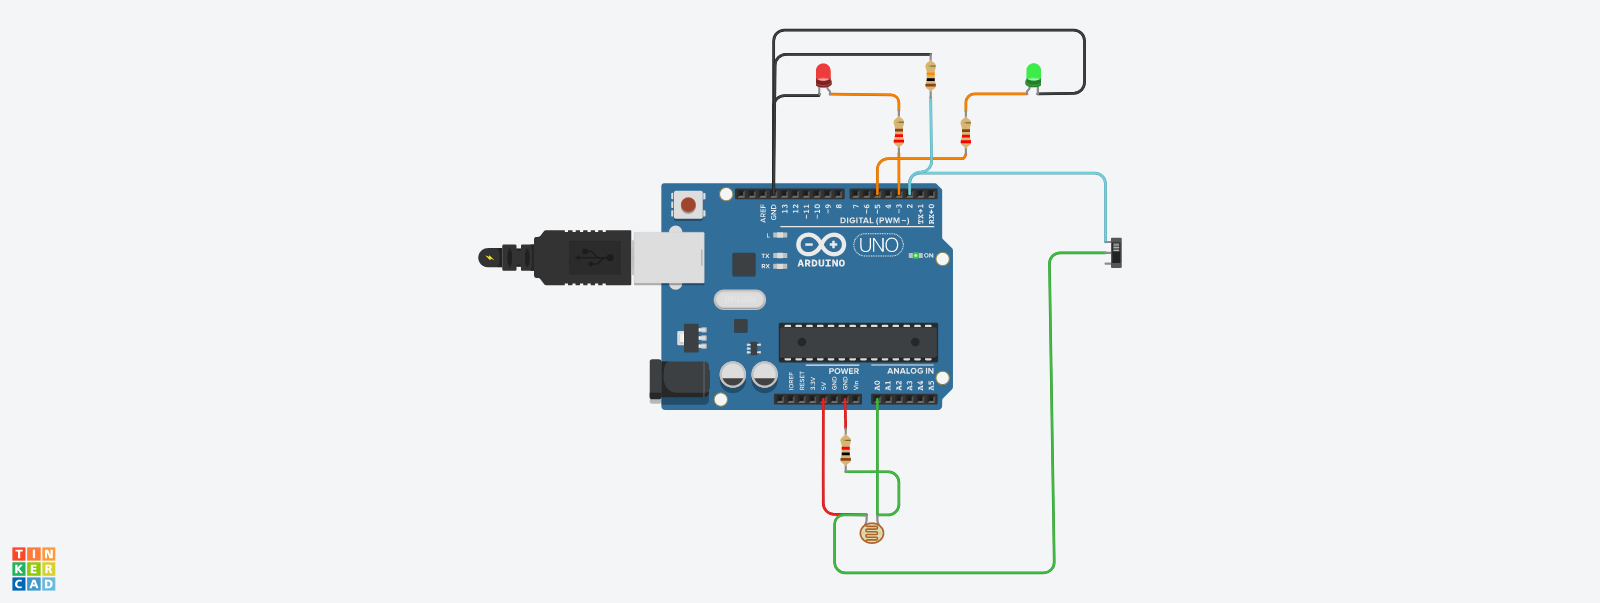 AREF
GND
13
12
~11
~10
~9
8
7
~6
~5
4
~3
2
TX→1
RX←0
DIGITAL (PWM~)
L
TX
RX
ARDUINO
UNO
ON
POWER
ANALOG IN
IOREF
RESET
3.3V
5V
GND
GND
Vin
A0
A1
A2
A3
A4
A5
TIN
KER
CAD